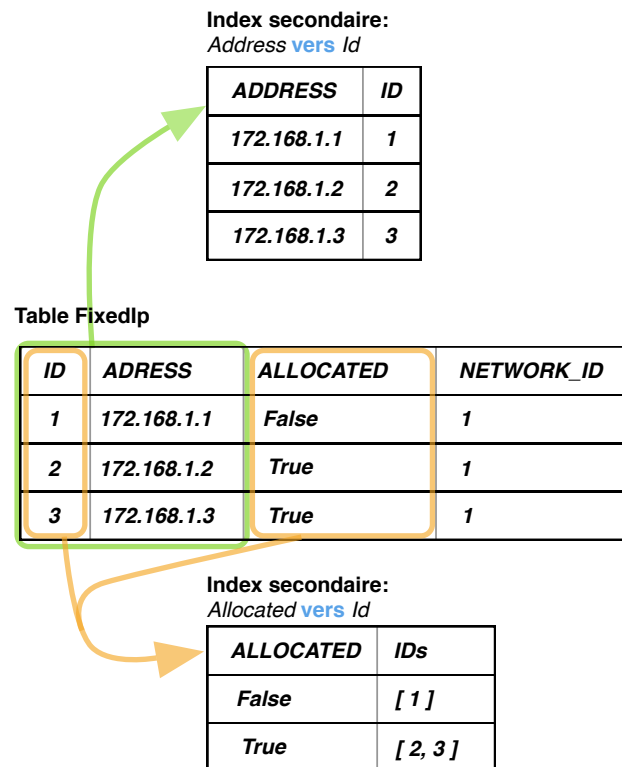 Index secondaire:
Address vers Id
ADDRESS ID
172.168.1.1 1
172.168.1.2 2
172.168.1.3 3
Table FixedIp
ID ADRESS ALLOCATED NETWORK_ID
1 172.168.1.1 False 1
2 172.168.1.2 True 1
3 172.168.1.3 True 1
Index secondaire:
Allocated vers Id
ALLOCATED IDs
False [ 1 ]
True [ 2, 3 ]